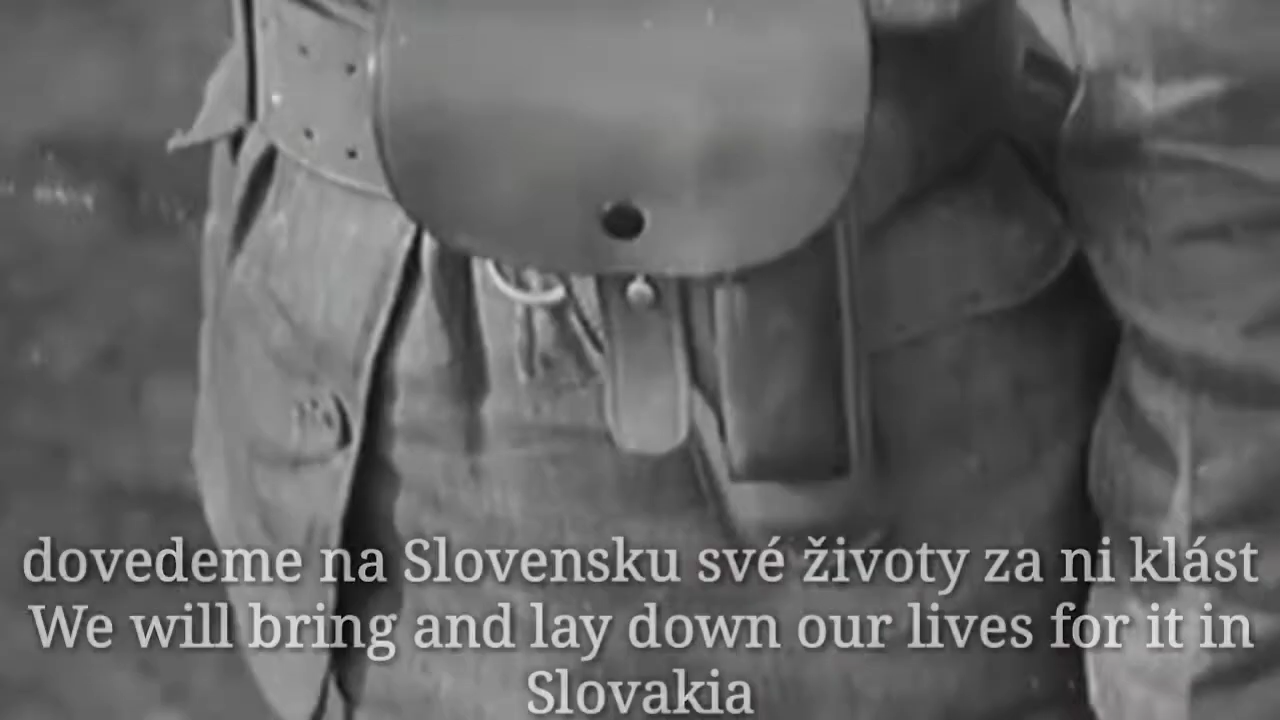 dovedeme na Slovensku své životy za ni klást
We will bring and lay down our lives for it in
Slovakia